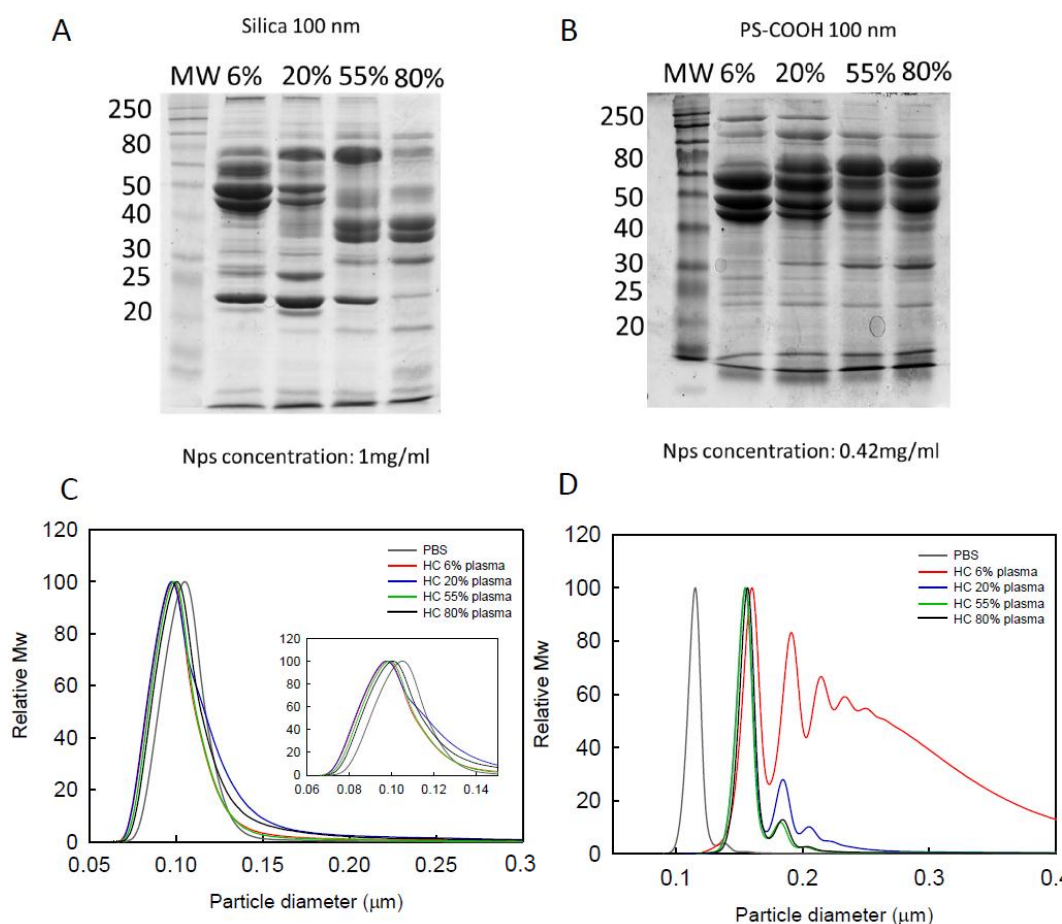 A
Silica 100 nm
MW 6% 20% 55% 80%
250
80
50
40
30
25
20
Nps concentration: 1mg/ml
B
PS-COOH 100 nm
MW 6% 20% 55% 80%
250
80
50
40
30
25
20
Nps concentration: 0.42mg/ml
C
120
100
80
60
40
20
0
Relative Mw
0.05 0.10 0.15 0.20 0.25 0.3
Particle diameter (μm)
PBS
HC 6% plasma
HC 20% plasma
HC 55% plasma
HC 80% plasma
120
100
80
60
40
20
0
0.06 0.08 0.10 0.12 0.14
D
120
100
80
60
40
20
0
Relative Mw
0.1 0.2 0.3 0.4
Particle diameter (μm)
PBS
HC 6% plasma
HC 20% plasma
HC 55% plasma
HC 80% plasma